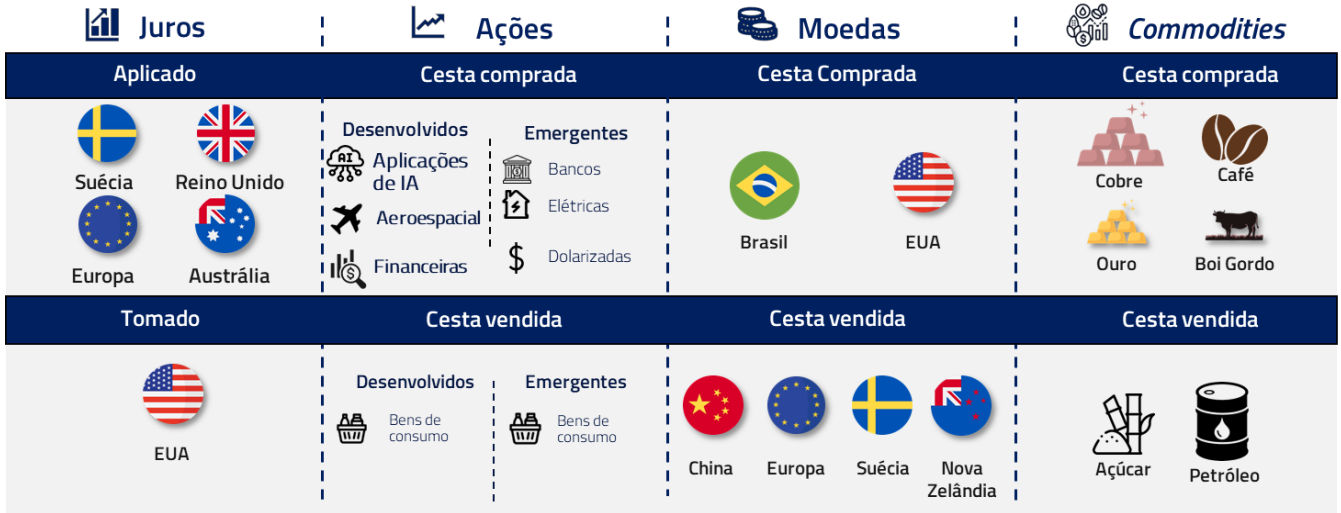 Juros
Ações
Moedas
Commodities
Aplicado
Cesta comprada
Cesta Comprada
Cesta comprada
Suécia
Reino Unido
Europa
Austrália
Desenvolvidos
AI
Aplicações
de IA
Aeroespacial
$
Financeiras
Emergentes
Bancos
Elétricas
$
Dolarizadas
Brasil
EUA
Cobre
Café
Ouro
Boi Gordo
Tomado
Cesta vendida
Cesta vendida
Cesta vendida
EUA
Desenvolvidos
Bens de
consumo
Emergentes
Bens de
consumo
China
Europa
Suécia
Nova
Zelândia
Açúcar
Petróleo